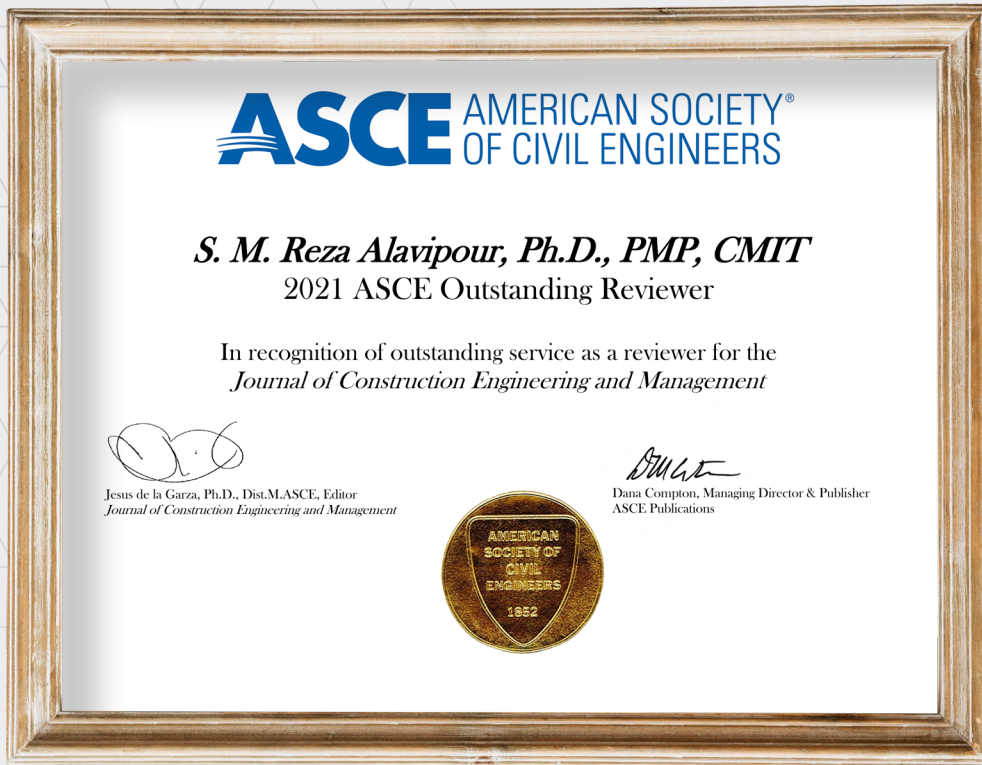 ASCE AMERICAN SOCIETY®
OF CIVIL ENGINEERS
S. M. Reza Alavipour, Ph.D., PMP, CMIT
2021 ASCE Outstanding Reviewer
In recognition of outstanding service as a reviewer for the
Journal of Construction Engineering and Management
Jesus de la Garza, Ph.D., Dist.M.ASCE, Editor
Journal of Construction Engineering and Management
Dana Compton, Managing Director & Publisher
ASCE Publications
AMERICAN
SOCIETY OF
CIVIL
ENGINEERS
1852